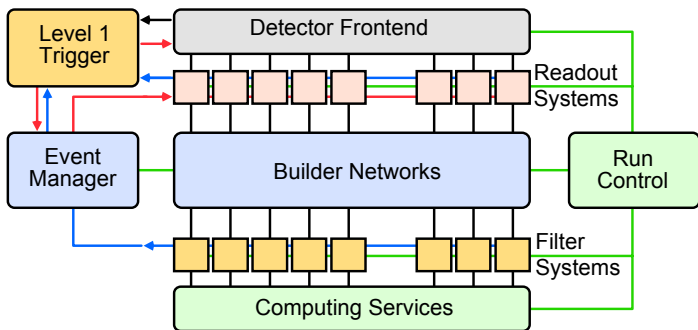 Level 1
Trigger
Detector Frontend
Readout
Systems
Event
Manager
Builder Networks
Run
Control
Filter
Systems
Computing Services